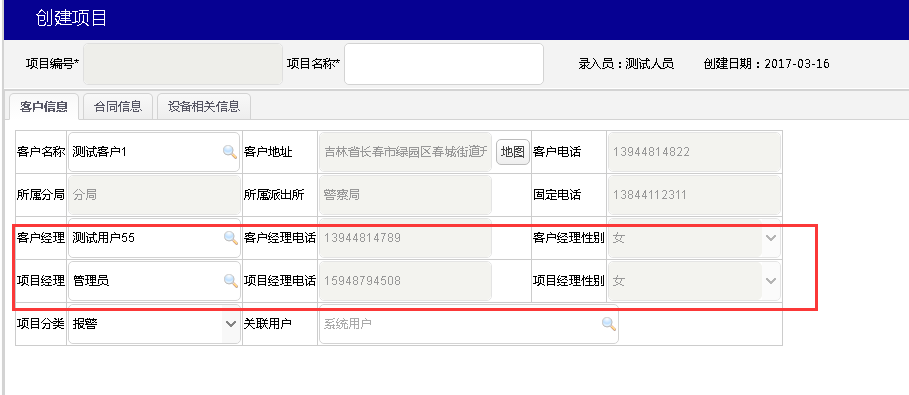 创建项目
项目编号* 项目名称* 录入员：测试人员 创建日期：2017-03-16
客户信息 合同信息 设备相关信息
客户名称 测试客户1 客户地址 吉林省长春市绿园区春城街道 地图 客户电话 13944814822
所属分局 分局 所属派出所 警察局 固定电话 13844112311
客户经理 测试用户55 客户经理电话 13944814789 客户经理性别 女
项目经理 管理员 项目经理电话 15948794508 项目经理性别 女
项目分类 报警 关联用户 系统用户